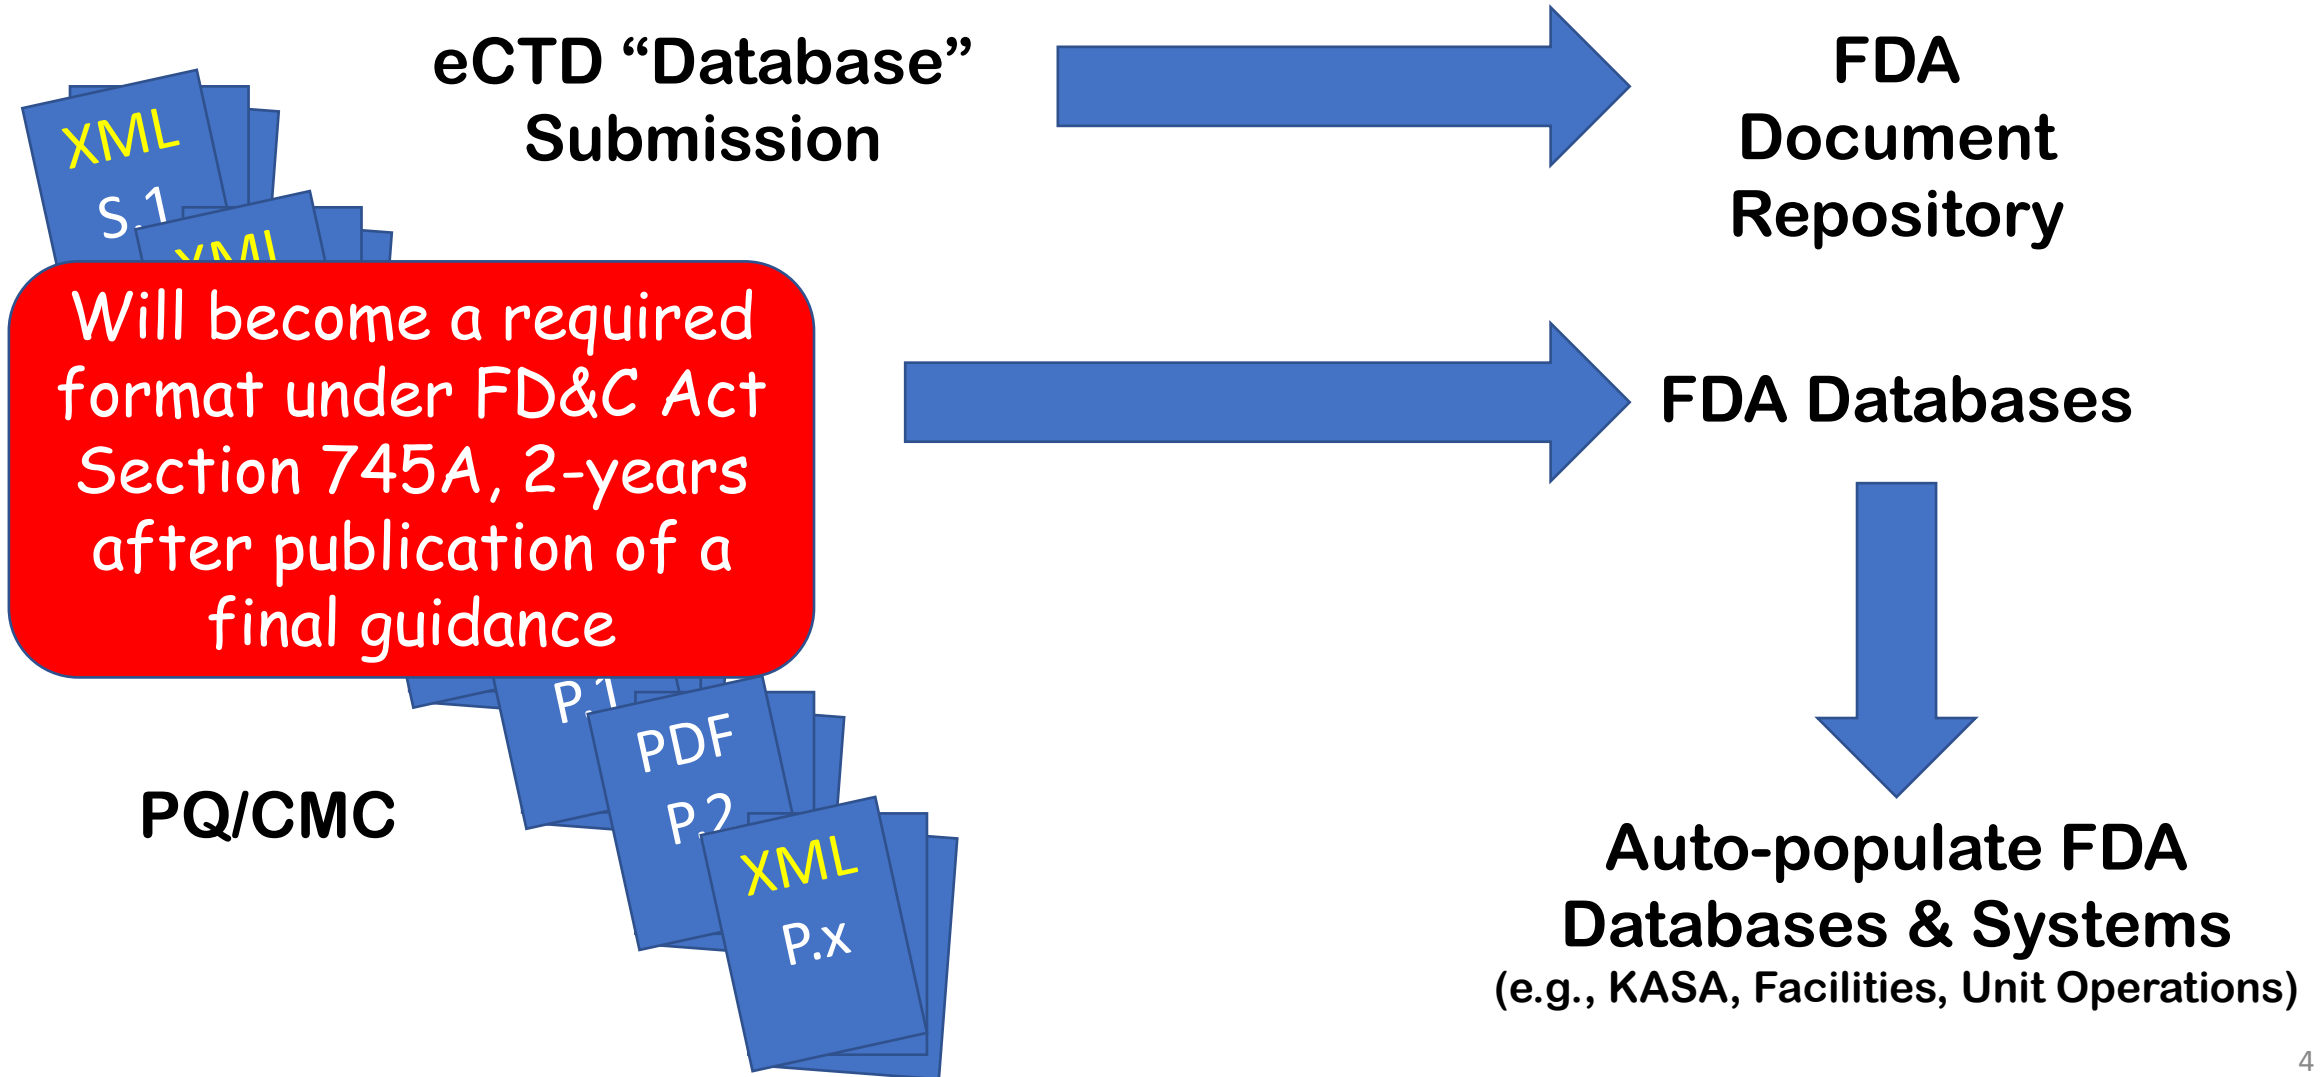 eCTD “Database”
Submission
FDA
Document
Repository
XML
S.1
XML
Will become a required
format under FD&C Act
Section 745A, 2-years
after publication of a
final guidance
FDA Databases
P.1
PDF
P.2
XML
P.x
PQ/CMC
Auto-populate FDA
Databases & Systems
(e.g., KASA, Facilities, Unit Operations)
4